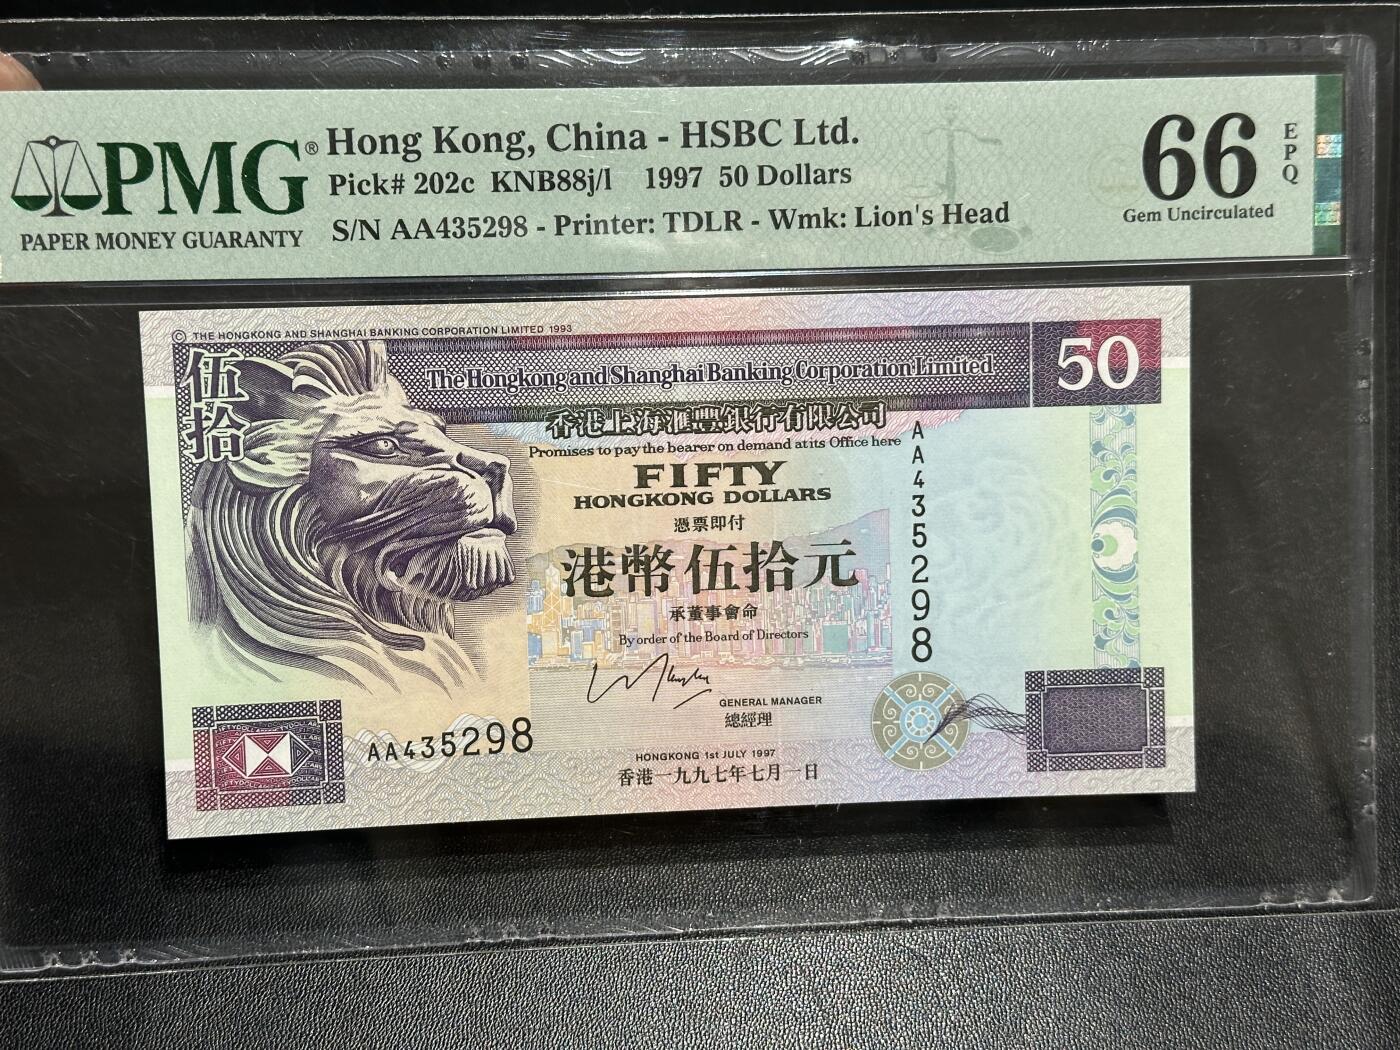 PMG®
PAPER MONEY GUARANTY
Hong Kong, China - HSBC Ltd.
Pick# 202c KNB88j/l 1997 50 Dollars
S/N AA435298 - Printer: TDLR - Wmk: Lion's Head
66
EPQ
Gem Uncirculated
© THE HONGKONG AND SHANGHAI BANKING CORPORATION LIMITED 1993
伍拾
The Hongkong and Shanghai Banking Corporation Limited
50
香港上海滙豐銀行有限公司
Promises to pay the bearer on demand at its Office here
FIFTY
HONGKONG DOLLARS
憑票即付
港幣伍拾元
承董事會命
By order of the Board of Directors
AA435298
GENERAL MANAGER
總經理
AA435298
HONGKONG 1st JULY 1997
香港一九九七年七月一日